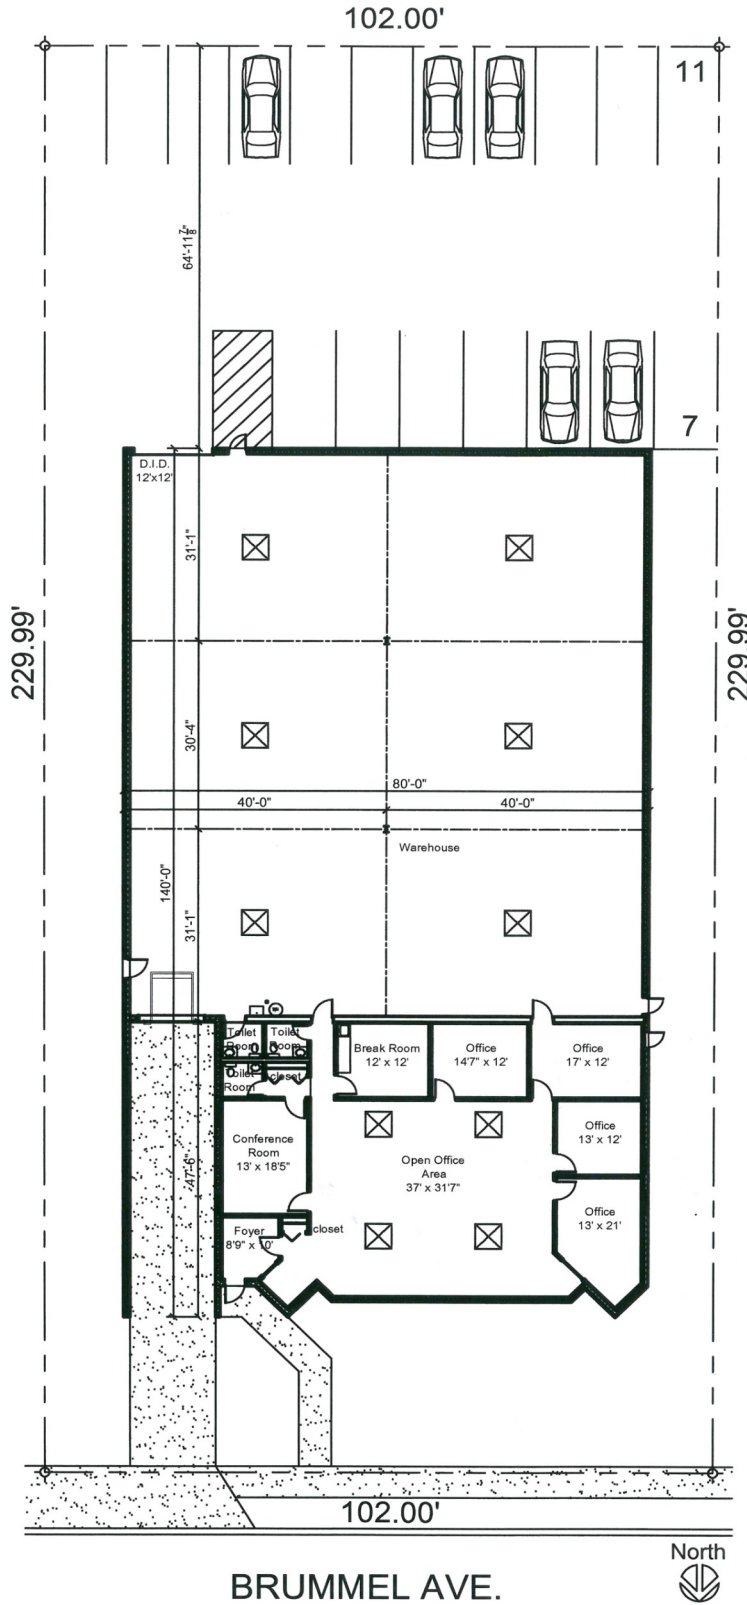 102.00'
11
64'-11 7/8"
7
D.I.D.
12'x12'
31'-1"
229.99'
229.99'
30'-4"
80'-0"
40'-0"
40'-0"
Warehouse
140'-0"
31'-1"
Toilet
Room
Toilet
Room
Break Room
12' x 12'
Office
14'7" x 12'
Office
17' x 12'
Toilet
Room
closet
Office
13' x 12'
Conference
Room
13' x 18'5"
Open Office
Area
37' x 31'7"
47'-6"
Office
13' x 21'
Foyer
8'9" x 10'
closet
102.00'
North
BRUMMEL AVE.